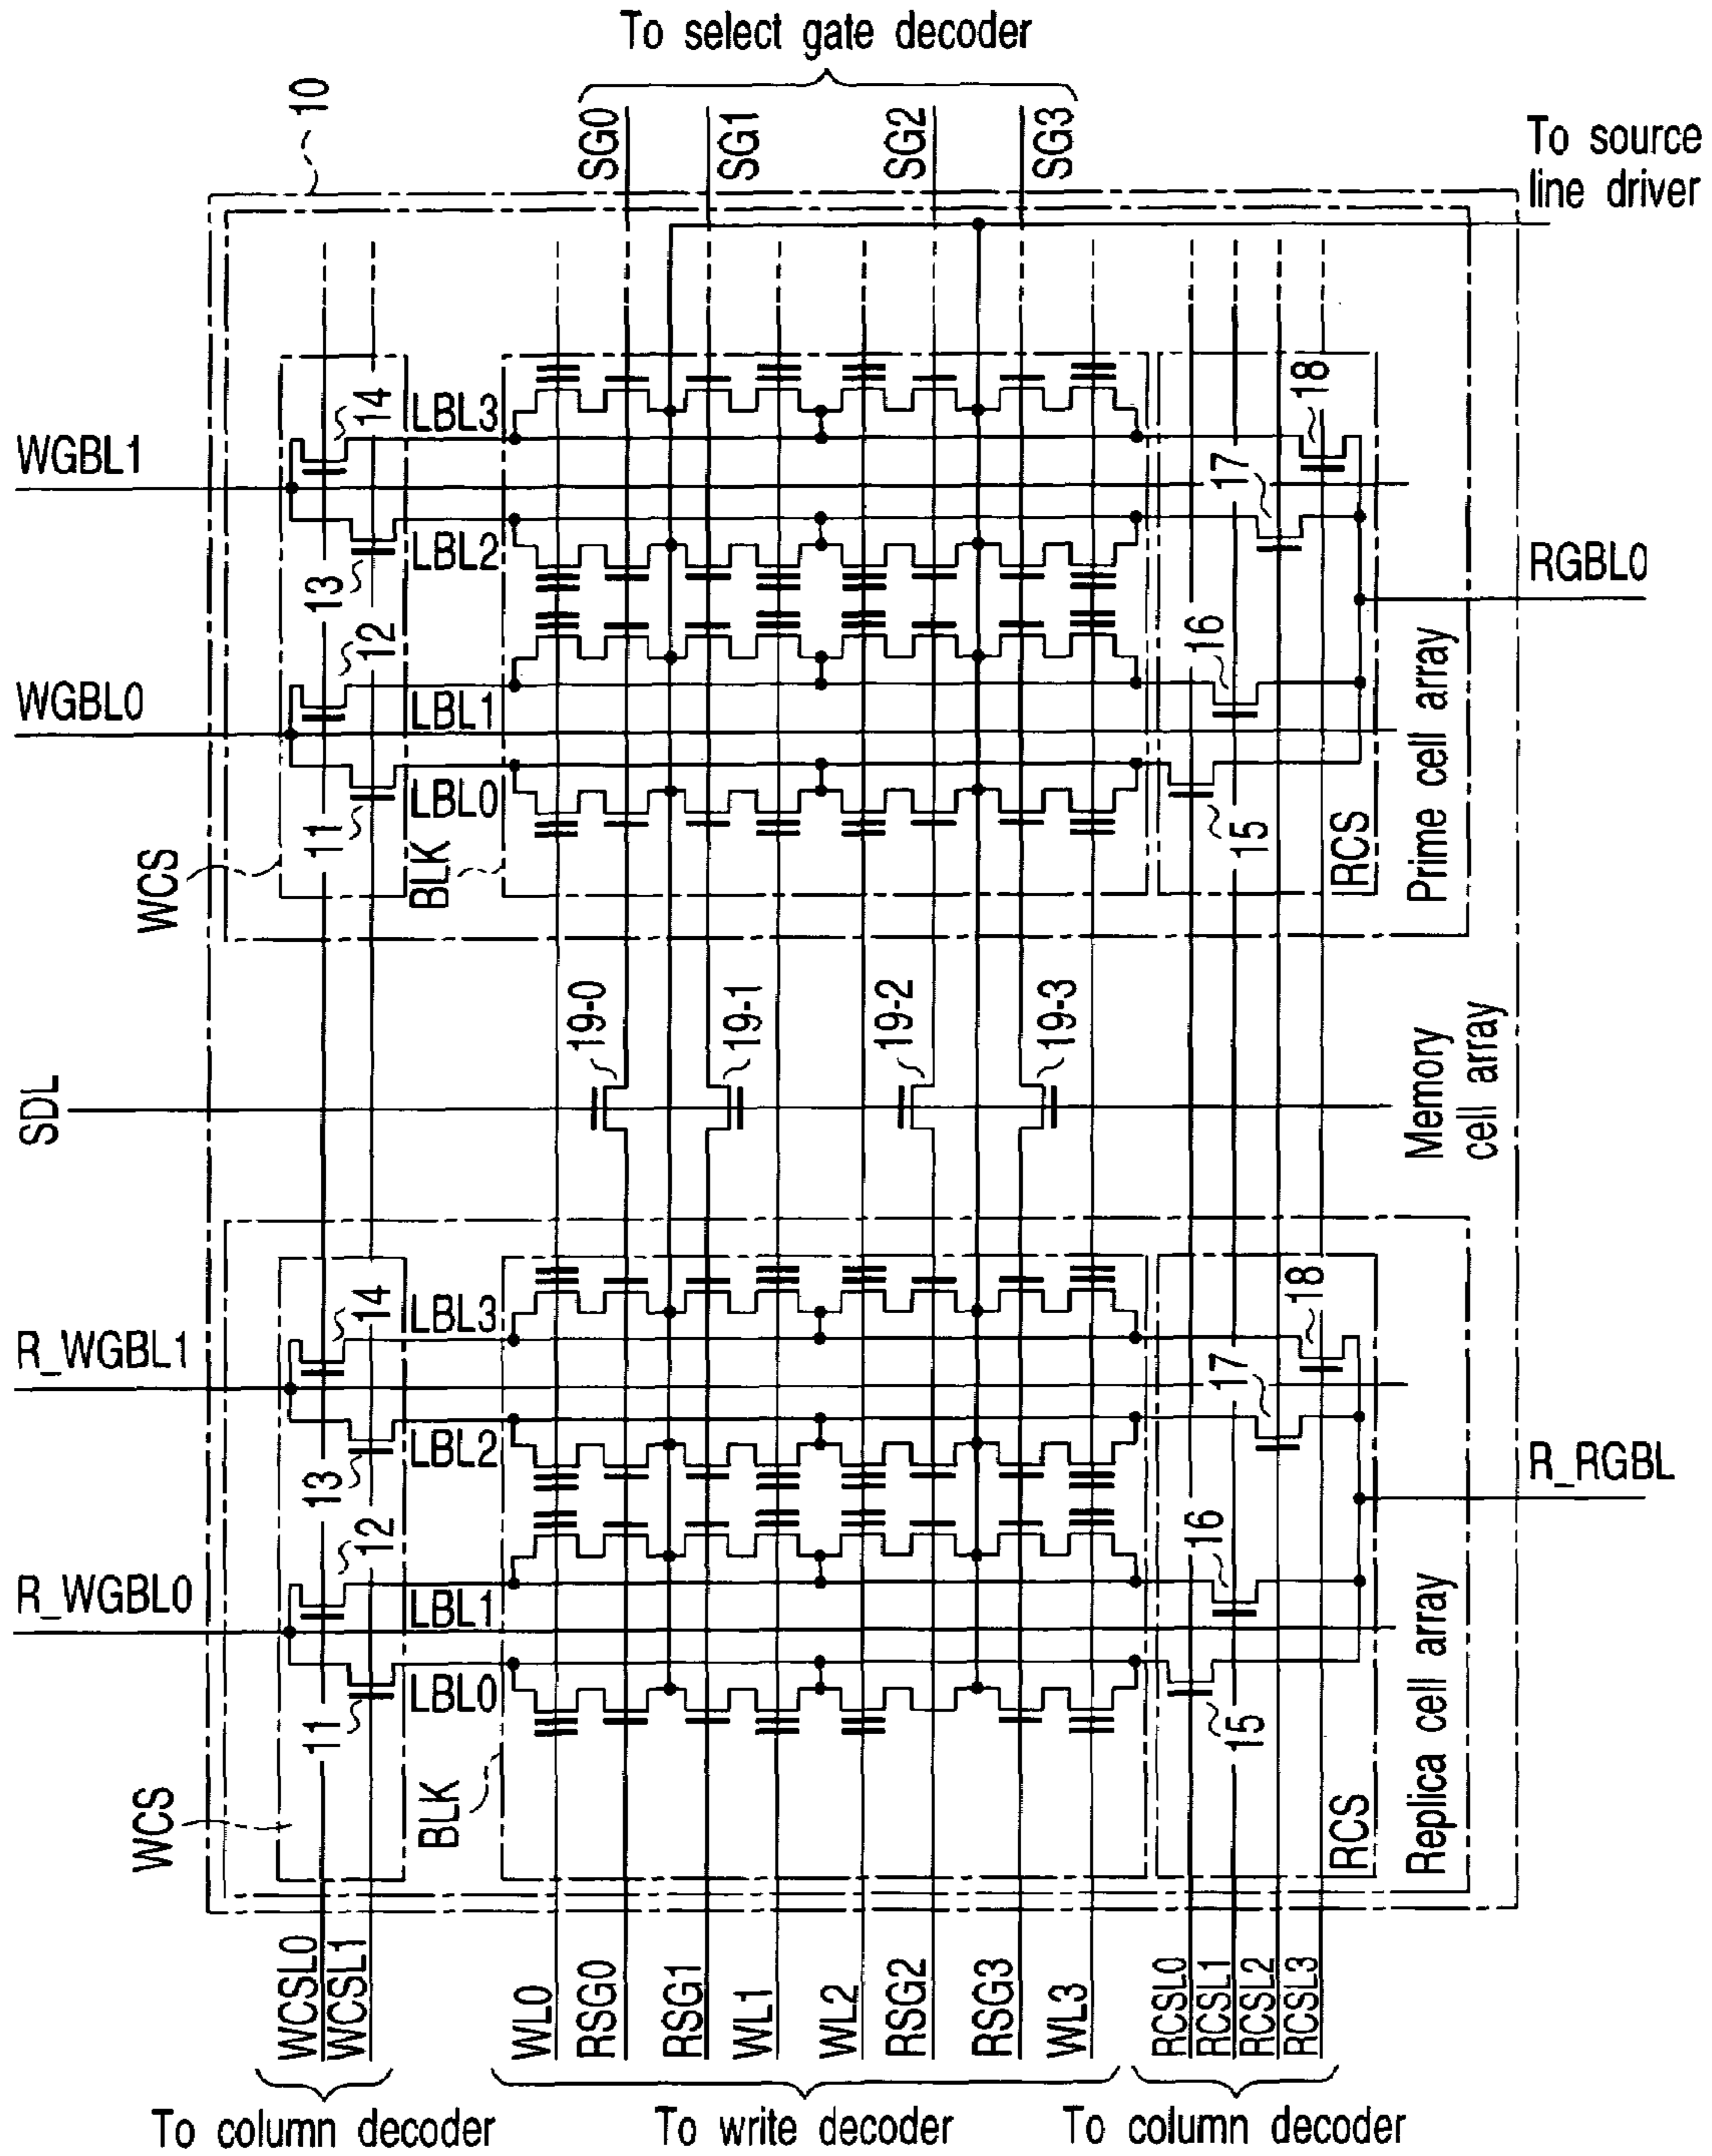 To select gate decoder
10
SG0
SG1
SG2
SG3
To source
line driver
WGBL1
14
LBL3
18
17
LBL2
13
RGBL0
12
16
WGBL0
LBL1
LBL0
11
15
WCS
BLK
RCS
Prime cell array
19-0
19-1
19-2
19-3
SDL
Memory
cell array
14
LBL3
18
R_WGBL1
17
LBL2
13
R_RGBL
12
16
R_WGBL0
LBL1
LBL0
11
15
WCS
BLK
RCS
Replica cell array
WCSL0
WCSL1
WL0
RSG0
RSG1
WL1
WL2
RSG2
RSG3
WL3
RCSL0
RCSL1
RCSL2
RCSL3
To column decoder
To write decoder
To column decoder